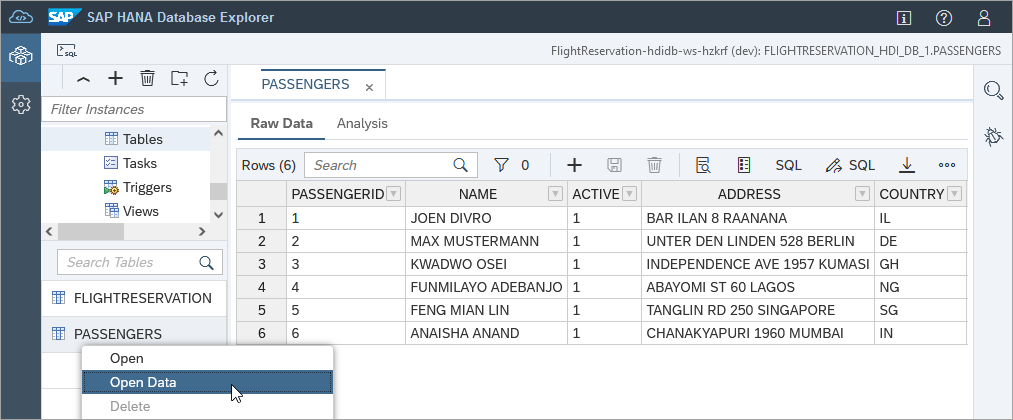 SAP SAP HANA Database Explorer
SQL
FlightReservation-hdidb-ws-hzkrf (dev): FLIGHTRESERVATION_HDI_DB_1.PASSENGERS
Filter Instances
Tables
Tasks
Triggers
Views
Search Tables
FLIGHTRESERVATION
PASSENGERS
Open
Open Data
Delete
PASSENGERS
Raw Data Analysis
Rows (6) Search 0 SQL SQL
PASSENGERID NAME ACTIVE ADDRESS COUNTRY
1 1 JOEN DIVRO 1 BAR ILAN 8 RAANANA IL
2 2 MAX MUSTERMANN 1 UNTER DEN LINDEN 528 BERLIN DE
3 3 KWADWO OSEI 1 INDEPENDENCE AVE 1957 KUMASI GH
4 4 FUNMILAYO ADEBANJO 1 ABAYOMI ST 60 LAGOS NG
5 5 FENG MIAN LIN 1 TANGLIN RD 250 SINGAPORE SG
6 6 ANAISHA ANAND 1 CHANAKYAPURI 1960 MUMBAI IN